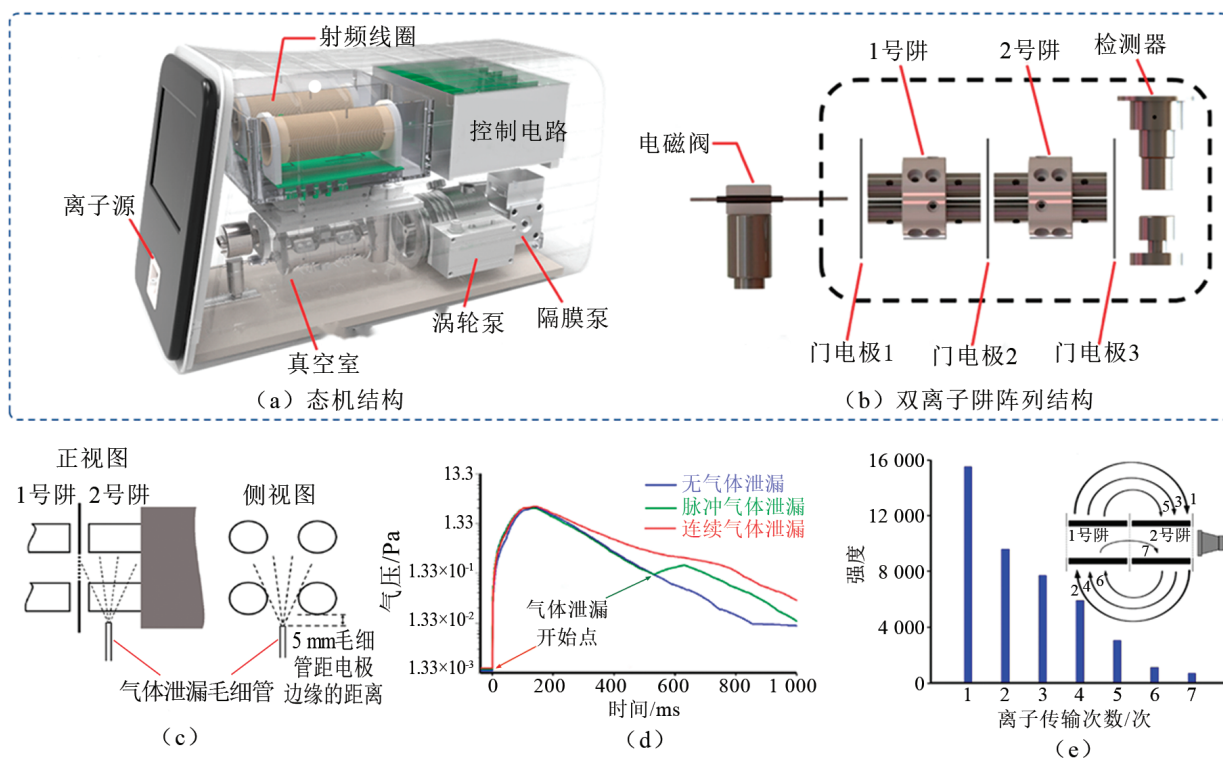 射频线圈
控制电路
离子源
涡轮泵
隔膜泵
真空室
(a)态机结构
1号阱
2号阱
检测器
电磁阀
门电极1
门电极2
门电极3
(b)双离子阱阵列结构
正视图
1号阱 2号阱
侧视图
5 mm毛细
管距电极
边缘的距离
气体泄漏毛细管
(c)
气压/Pa
13.3
1.33
1.33×10⁻¹
1.33×10⁻²
1.33×10⁻³
无气体泄漏
脉冲气体泄漏
连续气体泄漏
气体泄漏
开始点
0 200 400 600 800 1 000
时间/ms
(d)
强度
16 000
12 000
8 000
4 000
0
5 3 1
1号阱 2号阱
7
2 4 6
1 2 3 4 5 6 7
离子传输次数/次
(e)